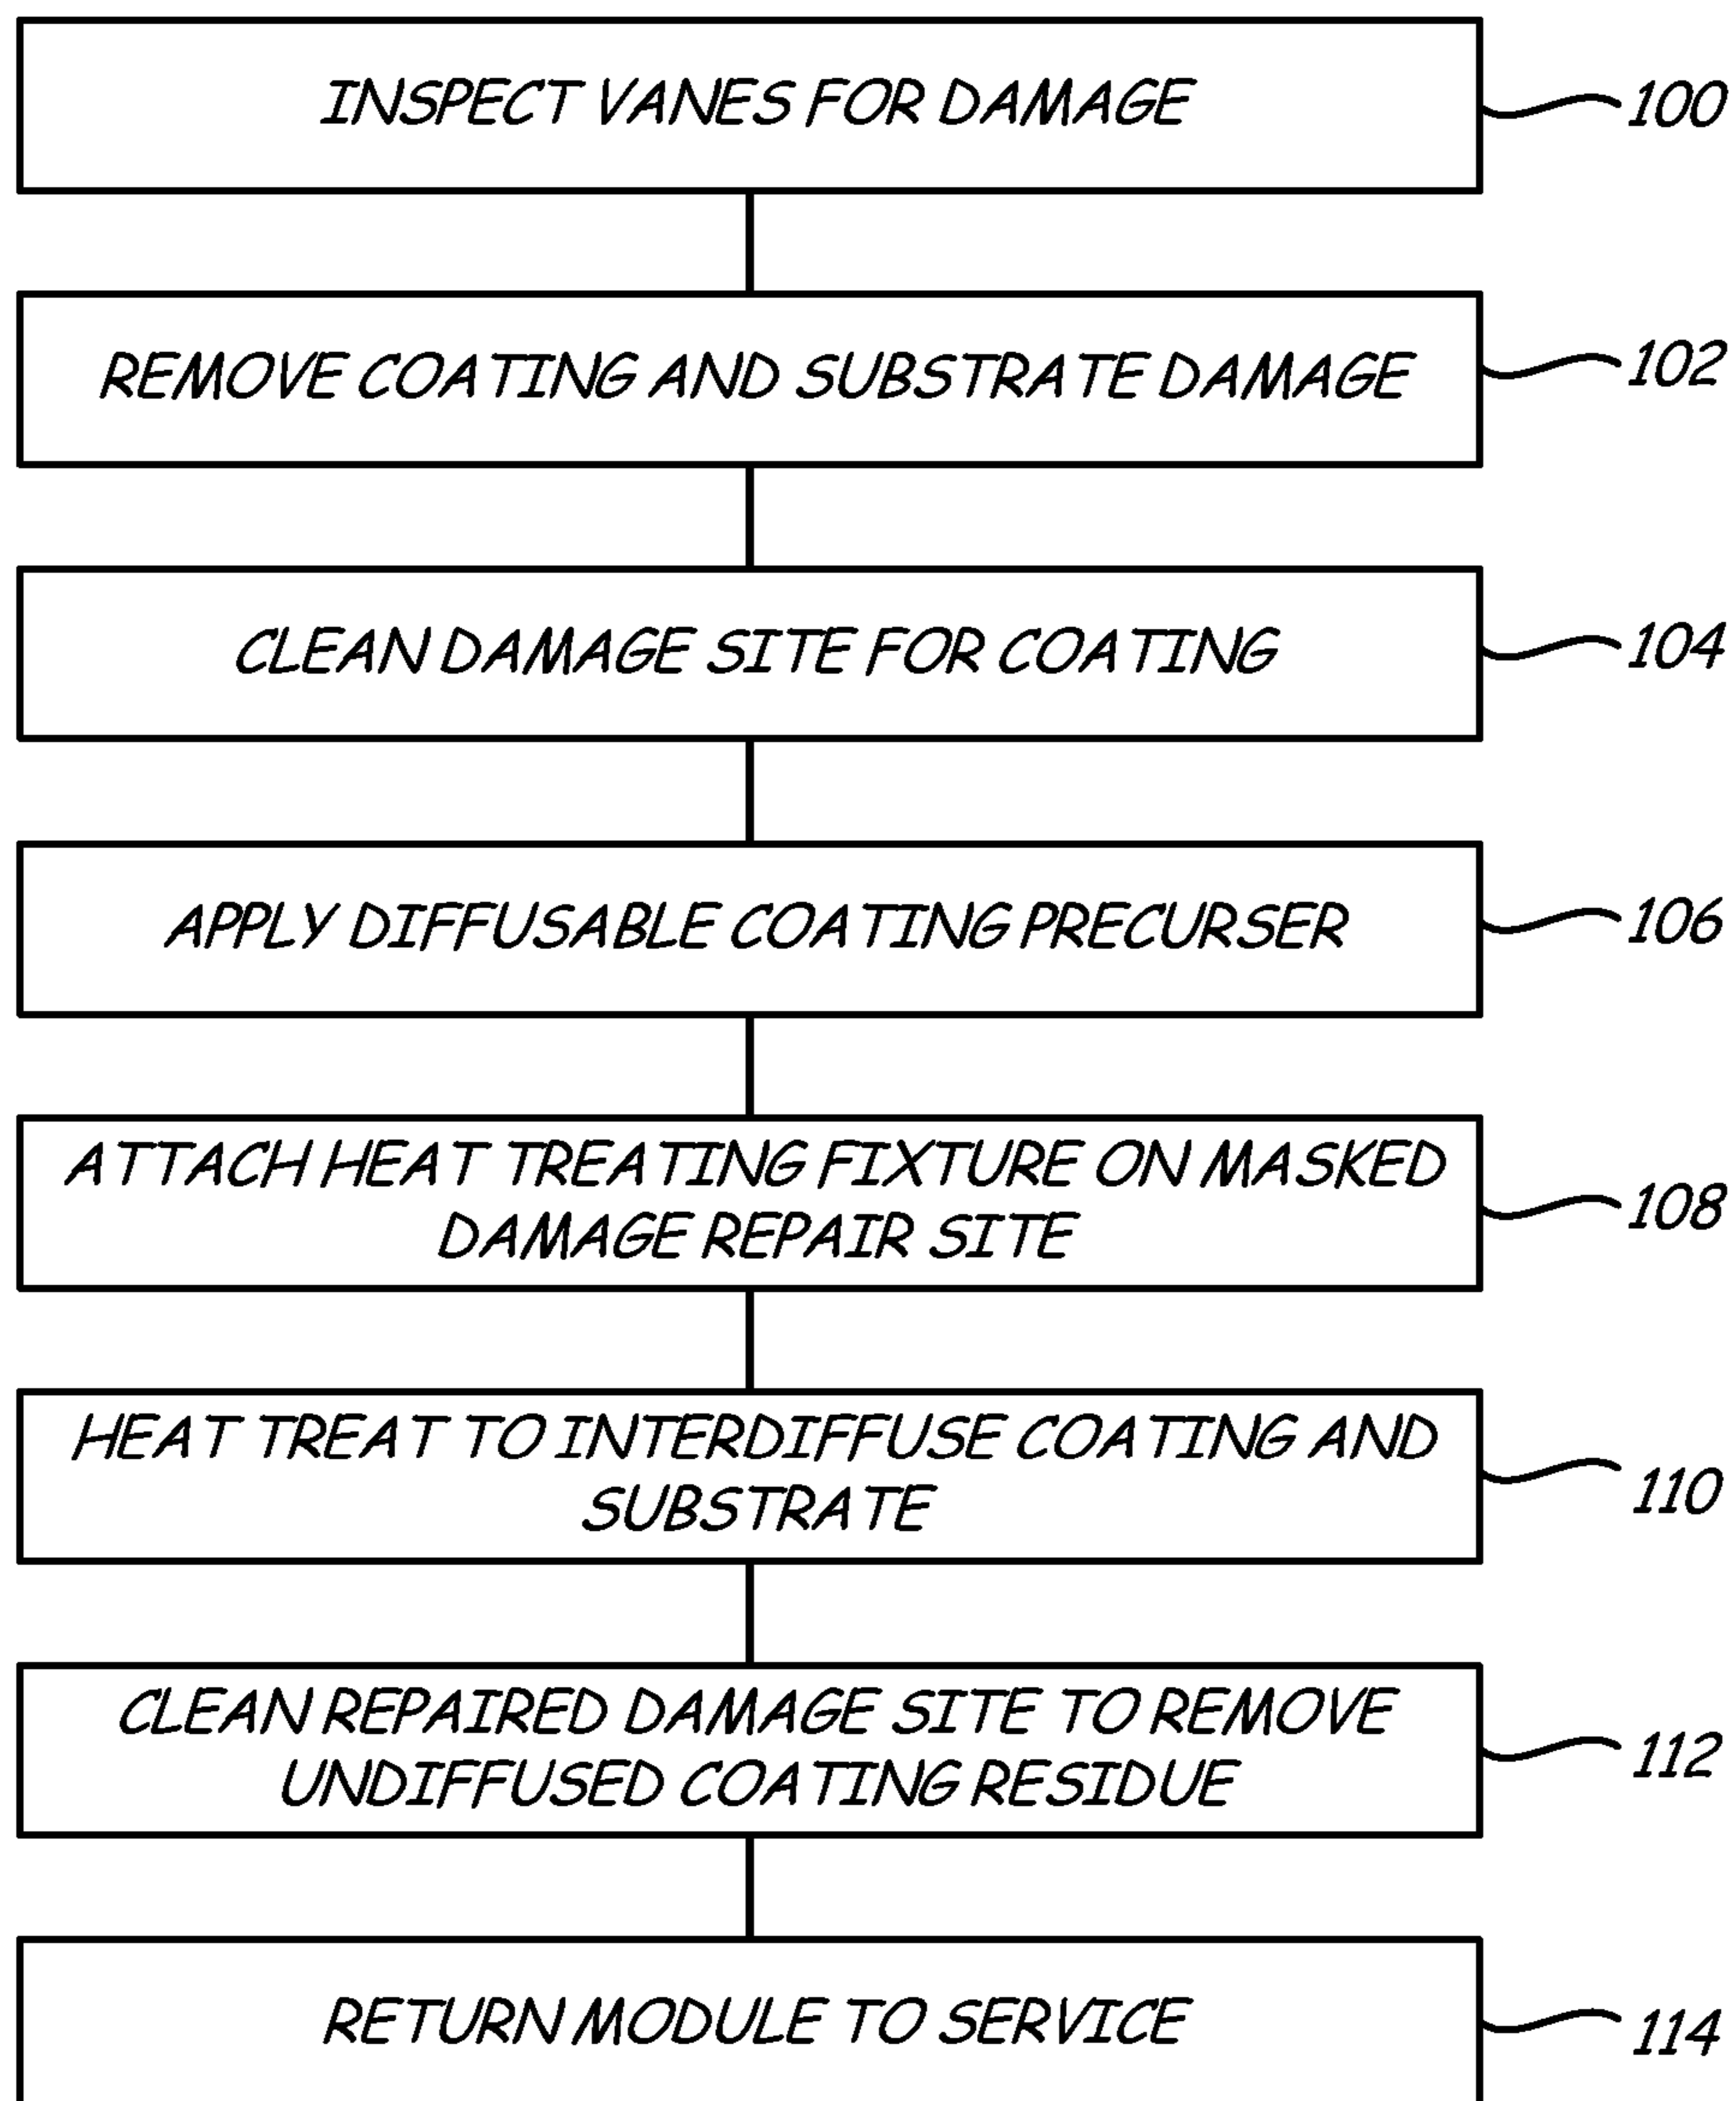 INSPECT VANES FOR DAMAGE
100
REMOVE COATING AND SUBSTRATE DAMAGE
102
CLEAN DAMAGE SITE FOR COATING
104
APPLY DIFFUSABLE COATING PRECURSER
106
ATTACH HEAT TREATING FIXTURE ON MASKED
DAMAGE REPAIR SITE
108
HEAT TREAT TO INTERDIFFUSE COATING AND
SUBSTRATE
110
CLEAN REPAIRED DAMAGE SITE TO REMOVE
UNDIFFUSED COATING RESIDUE
112
RETURN MODULE TO SERVICE
114